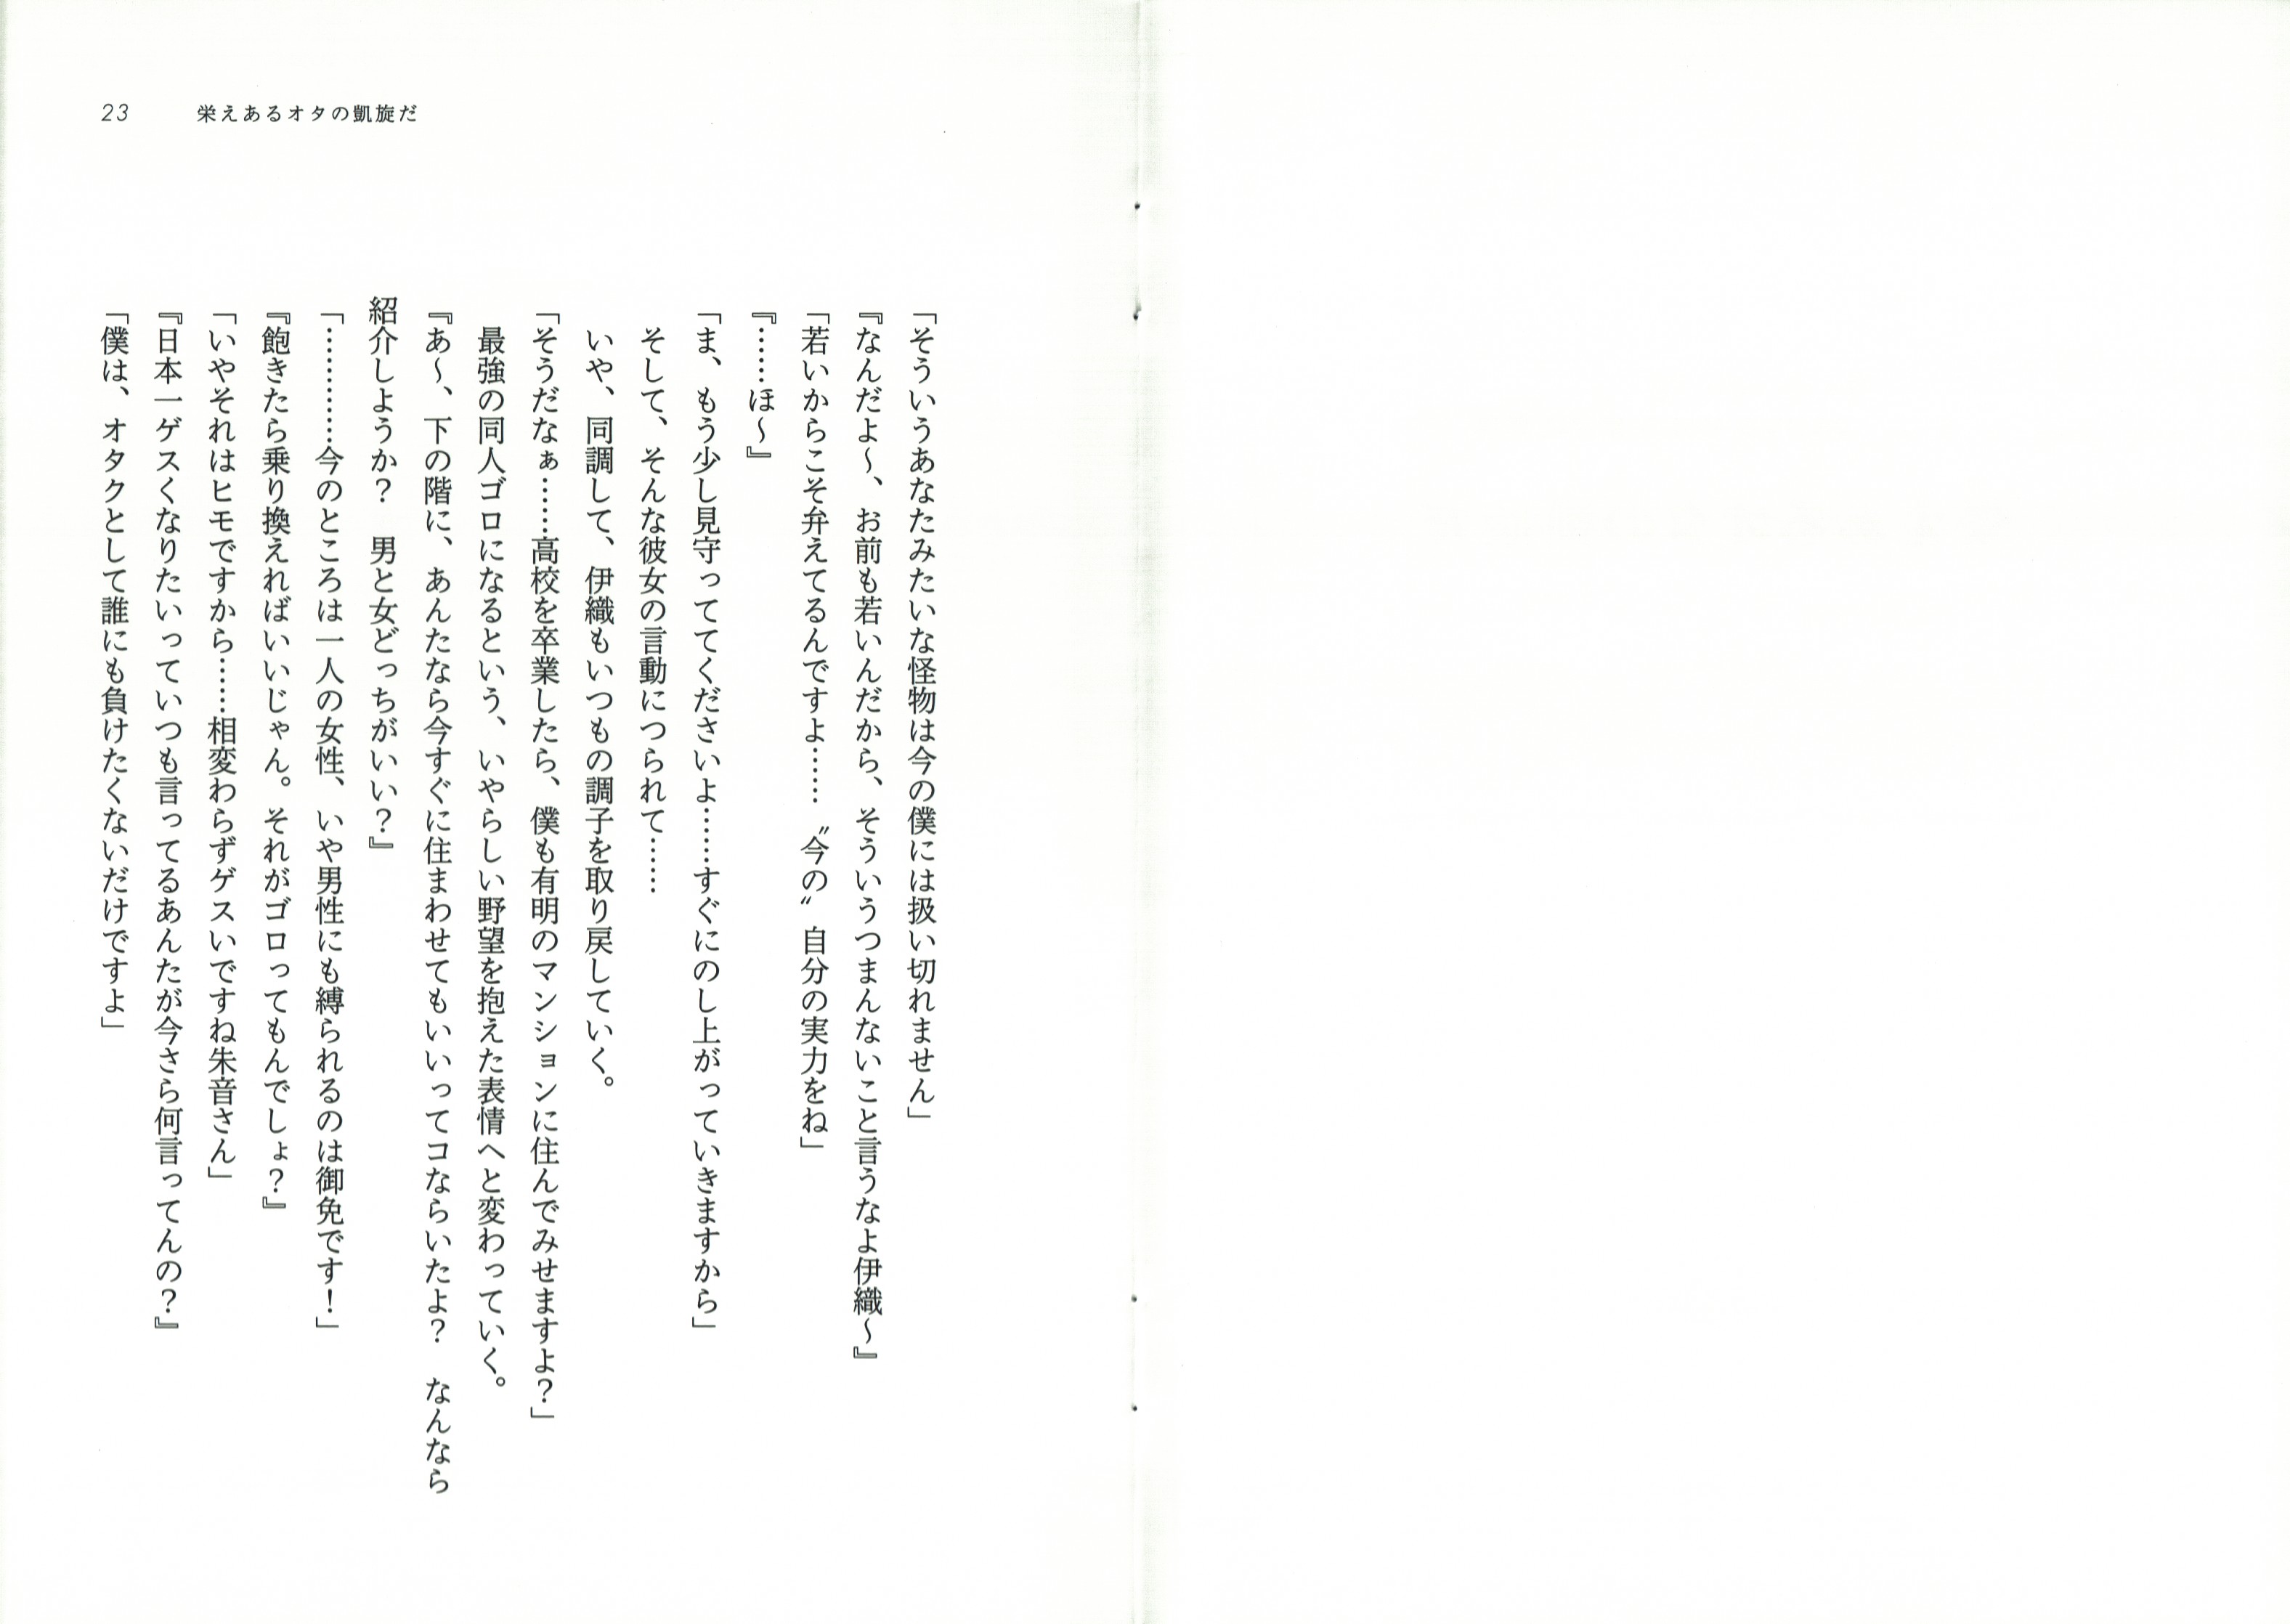 23　栄えあるオタの凱旋だ
「そういうあなたみたいな怪物は今の僕には扱い切れません」
『なんだよ～、お前も若いんだから、そういうつまんないこと言うなよ伊織～』
「若いからこそ弁えてるんですよ……〝今の〟自分の実力をね」
『……ほ～』
「ま、もう少し見守っててくださいよ……すぐにのし上がっていきますから」
　そして、そんな彼女の言動につられて……
　いや、同調して、伊織もいつもの調子を取り戻していく。
「そうだなぁ……高校を卒業したら、僕も有明のマンションに住んでみせますよ？」
　最強の同人ゴロになるという、いやらしい野望を抱えた表情へと変わっていく。
『あ～、下の階に、あんたなら今すぐに住まわせてもいいってコならいたよ？　なんなら
紹介しようか？　男と女どっちがいい？』
「…………今のところは一人の女性、いや男性にも縛られるのは御免です！」
『飽きたら乗り換えればいいじゃん。それがゴロってもんでしょ？』
「いやそれはヒモですから……相変わらずゲスいですね朱音さん」
『日本一ゲスくなりたいっていつも言ってるあんたが今さら何言ってんの？』
「僕は、オタクとして誰にも負けたくないだけですよ」